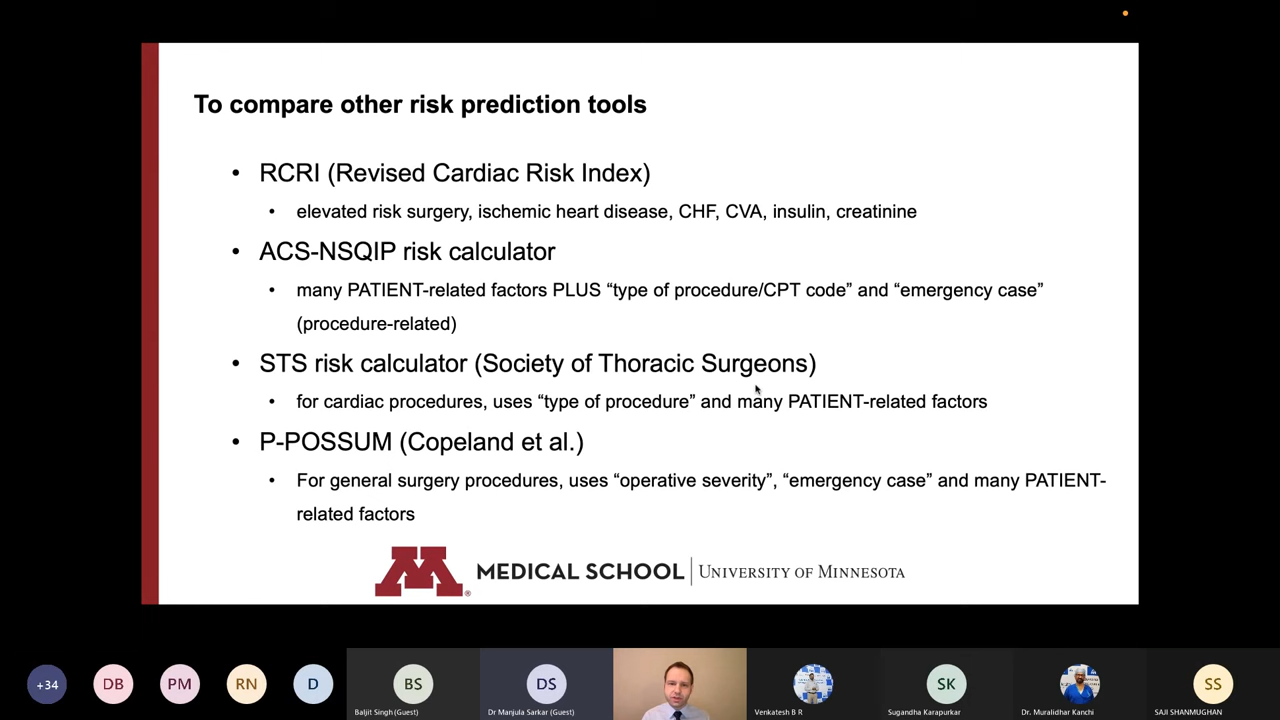 To compare other risk prediction tools
• RCRI (Revised Cardiac Risk Index)
• elevated risk surgery, ischemic heart disease, CHF, CVA, insulin, creatinine
• ACS-NSQIP risk calculator
• many PATIENT-related factors PLUS “type of procedure/CPT code” and “emergency case”
(procedure-related)
• STS risk calculator (Society of Thoracic Surgeons)
• for cardiac procedures, uses “type of procedure” and many PATIENT-related factors
• P-POSSUM (Copeland et al.)
• For general surgery procedures, uses “operative severity”, “emergency case” and many PATIENT-
related factors
M® MEDICAL SCHOOL | UNIVERSITY OF MINNESOTA
+34 DB PM RN D BS DS SK SS
Baljit Singh (Guest) Dr Manjula Sarkar (Guest) Venkatesh B R Sugandha Karapurkar Dr. Muralidhar Kanchi SAJI SHANMUGHAN